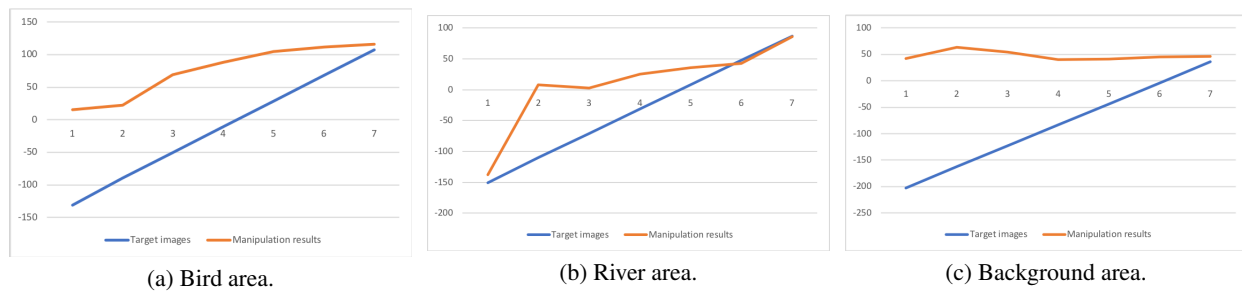 150
100
50
0
-50
-100
-150
1 2 3 4 5 6 7
Target images Manipulation results
(a) Bird area.
100
50
0
-50
-100
-150
-200
1 2 3 4 5 6 7
Target images Manipulation results
(b) River area.
100
50
0
-50
-100
-150
-200
-250
1 2 3 4 5 6 7
Target images Manipulation results
(c) Background area.